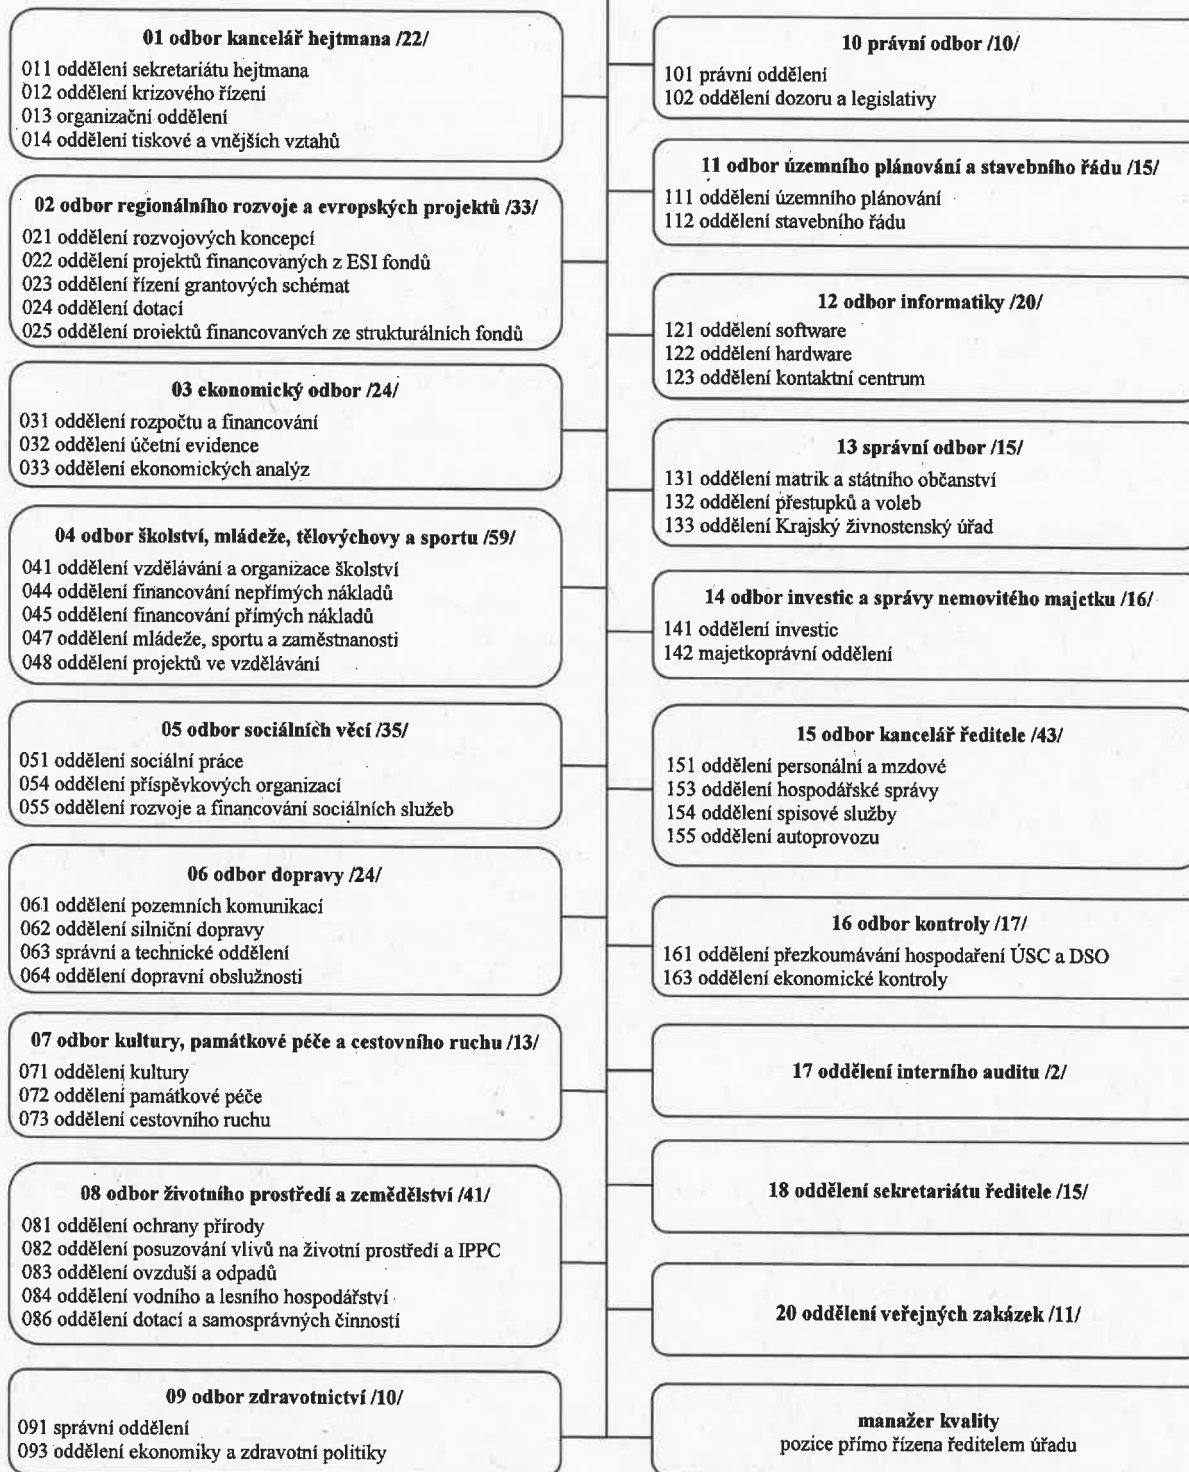 01 odbor kancelář hejtmana /22/
011 oddělení sekretariátu hejtmana
012 oddělení krizového řízení
013 organizační oddělení
014 oddělení tiskové a vnějších vztahů
02 odbor regionálního rozvoje a evropských projektů /33/
021 oddělení rozvojových koncepcí
022 oddělení projektů financovaných z ESI fondů
023 oddělení řízení grantových schémat
024 oddělení dotací
025 oddělení projektů financovaných ze strukturálních fondů
03 ekonomický odbor /24/
031 oddělení rozpočtu a financování
032 oddělení účetní evidence
033 oddělení ekonomických analýz
04 odbor školství, mládeže, tělovýchovy a sportu /59/
041 oddělení vzdělávání a organizace školství
044 oddělení financování nepřímých nákladů
045 oddělení financování přímých nákladů
047 oddělení mládeže, sportu a zaměstnanosti
048 oddělení projektů ve vzdělávání
05 odbor sociálních věcí /35/
051 oddělení sociální práce
054 oddělení příspěvkových organizací
055 oddělení rozvoje a financování sociálních služeb
06 odbor dopravy /24/
061 oddělení pozemních komunikací
062 oddělení silniční dopravy
063 správní a technické oddělení
064 oddělení dopravní obslužnosti
07 odbor kultury, památkové péče a cestovního ruchu /13/
071 oddělení kultury
072 oddělení památkové péče
073 oddělení cestovního ruchu
08 odbor životního prostředí a zemědělství /41/
081 oddělení ochrany přírody
082 oddělení posuzování vlivů na životní prostředí a IPPC
083 oddělení ovzduší a odpadů
084 oddělení vodního a lesního hospodářství
086 oddělení dotací a samosprávných činností
09 odbor zdravotnictví /10/
091 správní oddělení
093 oddělení ekonomiky a zdravotní politiky
10 právní odbor /10/
101 právní oddělení
102 oddělení dozoru a legislativy
11 odbor územního plánování a stavebního řádu /15/
111 oddělení územního plánování
112 oddělení stavebního řádu
12 odbor informatiky /20/
121 oddělení software
122 oddělení hardware
123 oddělení kontaktní centrum
13 správní odbor /15/
131 oddělení matrik a státního občanství
132 oddělení přestupků a voleb
133 oddělení Krajský živnostenský úřad
14 odbor investic a správy nemovitého majetku /16/
141 oddělení investic
142 majetkoprávní oddělení
15 odbor kancelář ředitele /43/
151 oddělení personální a mzdové
153 oddělení hospodářské správy
154 oddělení spisové služby
155 oddělení autoprovozu
16 odbor kontroly /17/
161 oddělení přezkoumávání hospodaření ÚSC a DSO
163 oddělení ekonomické kontroly
17 oddělení interního auditu /2/
18 oddělení sekretariátu ředitele /15/
20 oddělení veřejných zakázek /11/
manažer kvality
pozice přímo řízena ředitelem úřadu